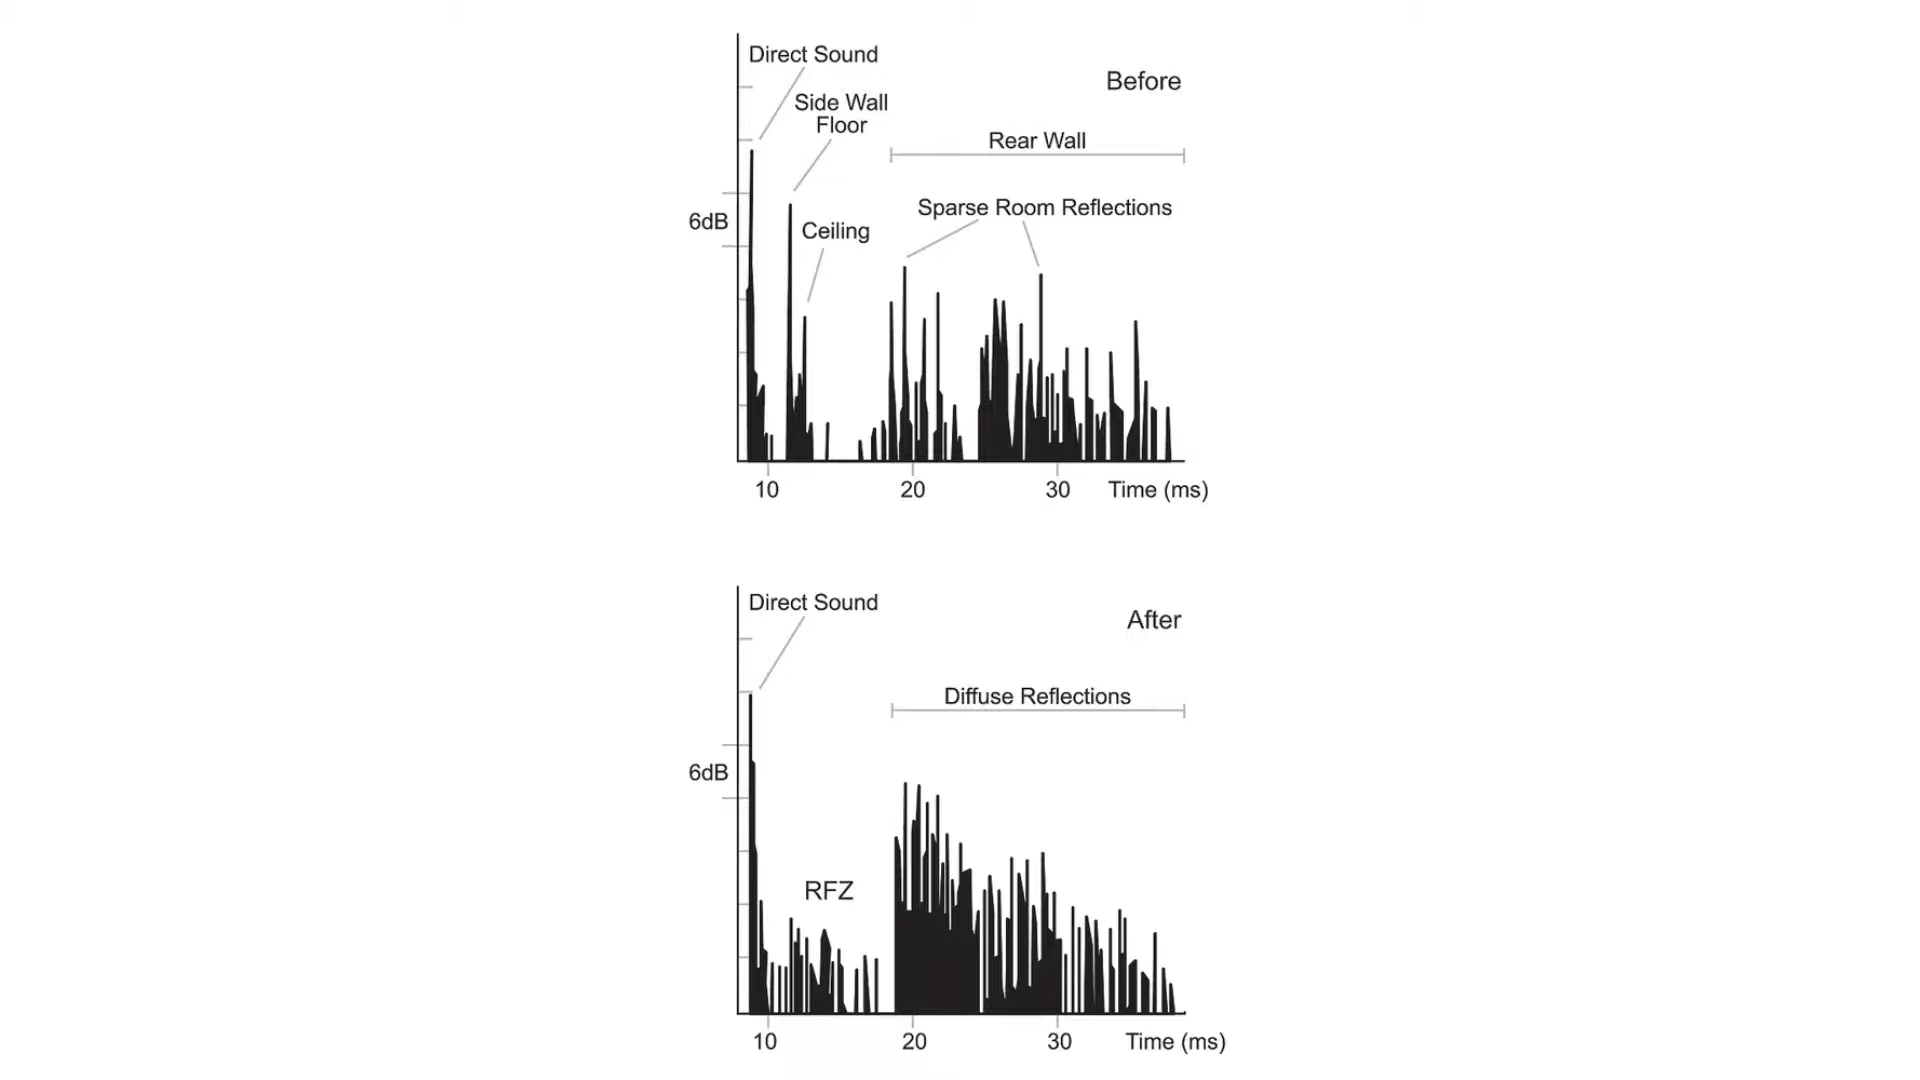 Direct Sound
Before
Side Wall
Floor
Rear Wall
Sparse Room Reflections
6dB
Ceiling
10
20
30
Time (ms)
Direct Sound
After
Diffuse Reflections
6dB
RFZ
10
20
30
Time (ms)